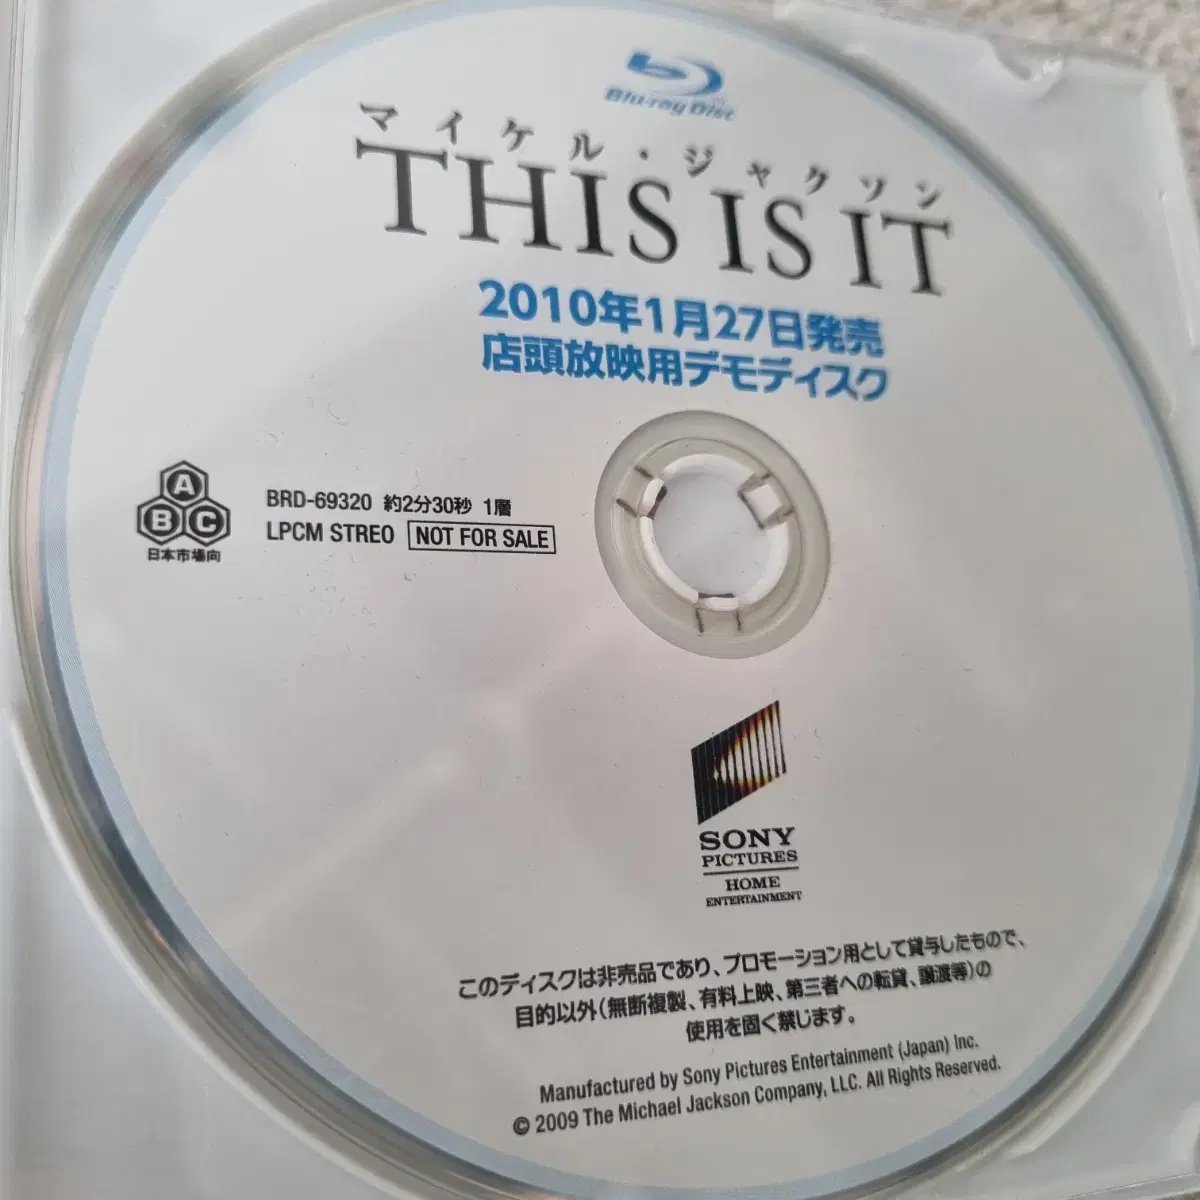 Blu-ray Disc
マイケル・ジャクソン
THIS IS IT
2010年1月27日発売
店頭放映用デモディスク
A
B C
日本市場向
BRD-69320 約2分30秒 1層
LPCM STREO NOT FOR SALE
SONY
PICTURES
HOME
ENTERTAINMENT
このディスクは非売品であり、プロモーション用として貸与したもので、
目的以外(無断複製、有料上映、第三者への転貸、譲渡等)の
使用を固く禁じます。
Manufactured by Sony Pictures Entertainment (Japan) Inc.
© 2009 The Michael Jackson Company, LLC. All Rights Reserved.